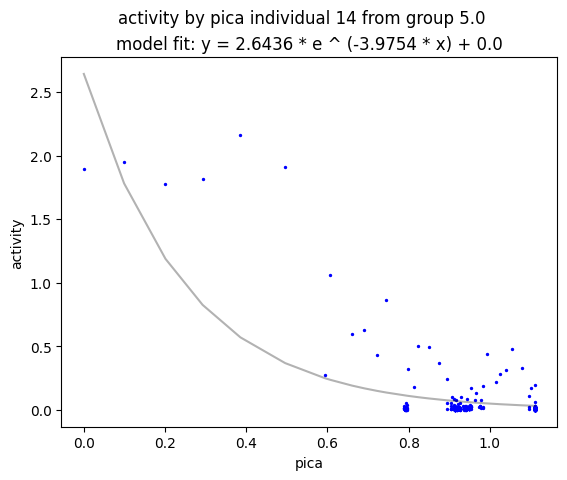 activity by pica individual 14 from group 5.0
model fit: y = 2.6436 * e ^ (-3.9754 * x) + 0.0
2.5
2.0
1.5
1.0
0.5
0.0
activity
0.0 0.2 0.4 0.6 0.8 1.0
pica